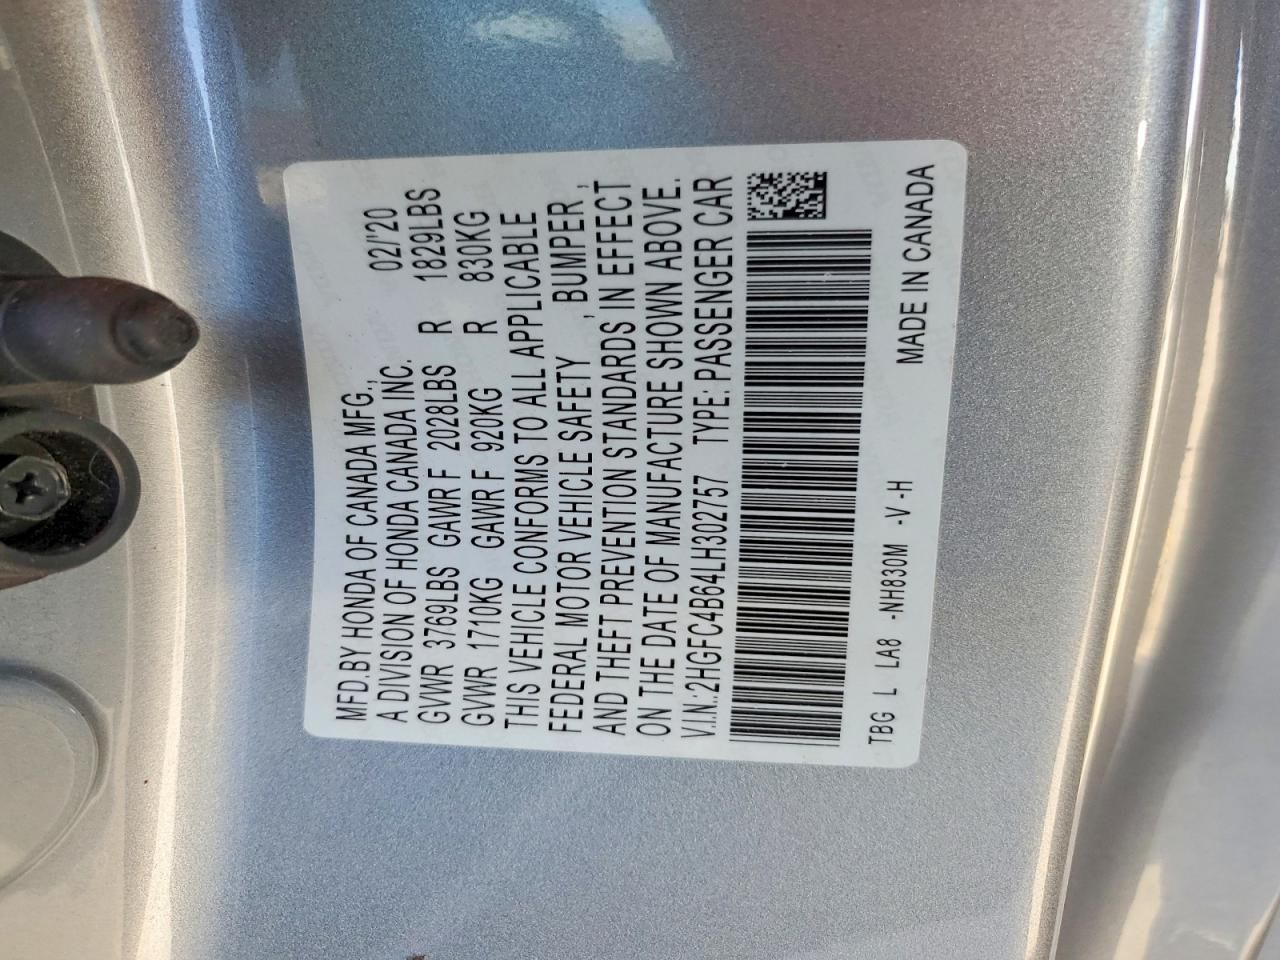 MFD.BY HONDA OF CANADA MFG., 02/'20
A DIVISION OF HONDA CANADA INC.
GVWR 3769LBS GAWR F 2028LBS R 1829LBS
GVWR 1710KG GAWR F 920KG R 830KG
THIS VEHICLE CONFORMS TO ALL APPLICABLE
FEDERAL MOTOR VEHICLE SAFETY , BUMPER ,
AND THEFT PREVENTION STANDARDS IN EFFECT
ON THE DATE OF MANUFACTURE SHOWN ABOVE.
V.I.N.:2HGFC4B64LH302757 TYPE: PASSENGER CAR
TBG L LA8 -NH830M -V -H MADE IN CANADA